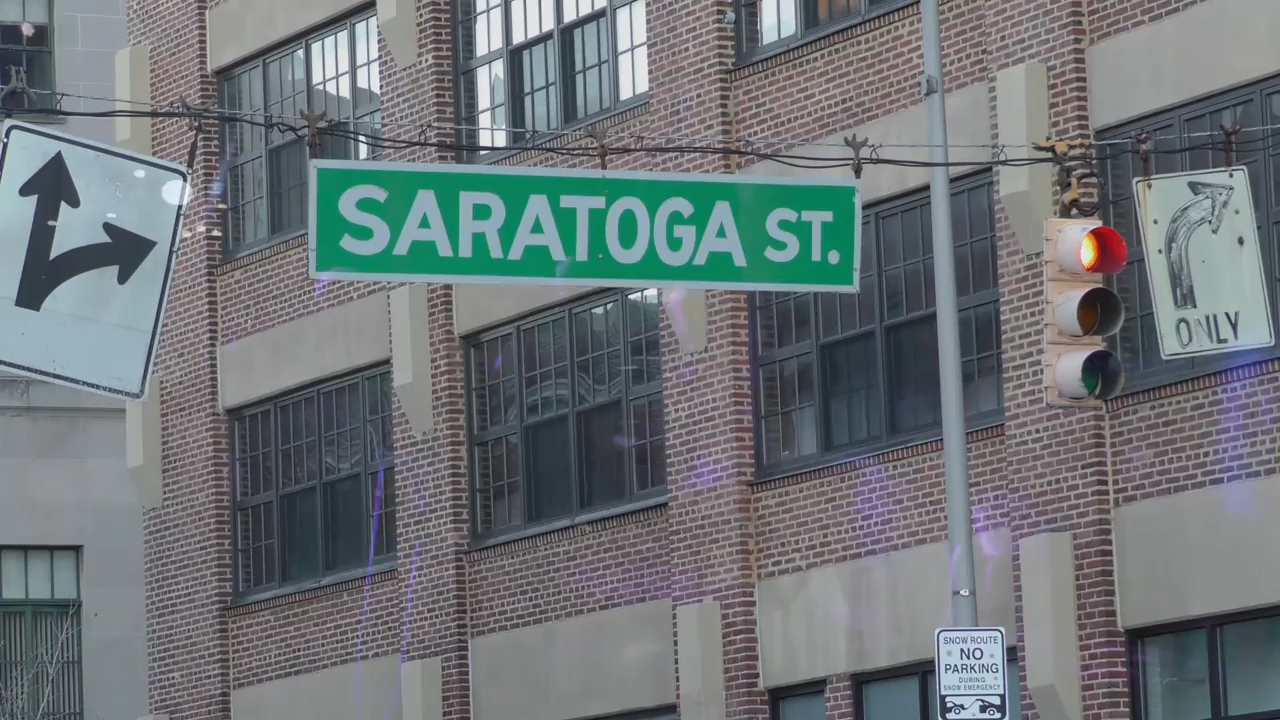 SARATOGA ST.
ONLY
SNOW ROUTE
NO
PARKING
DURING
SNOW EMERGENCY